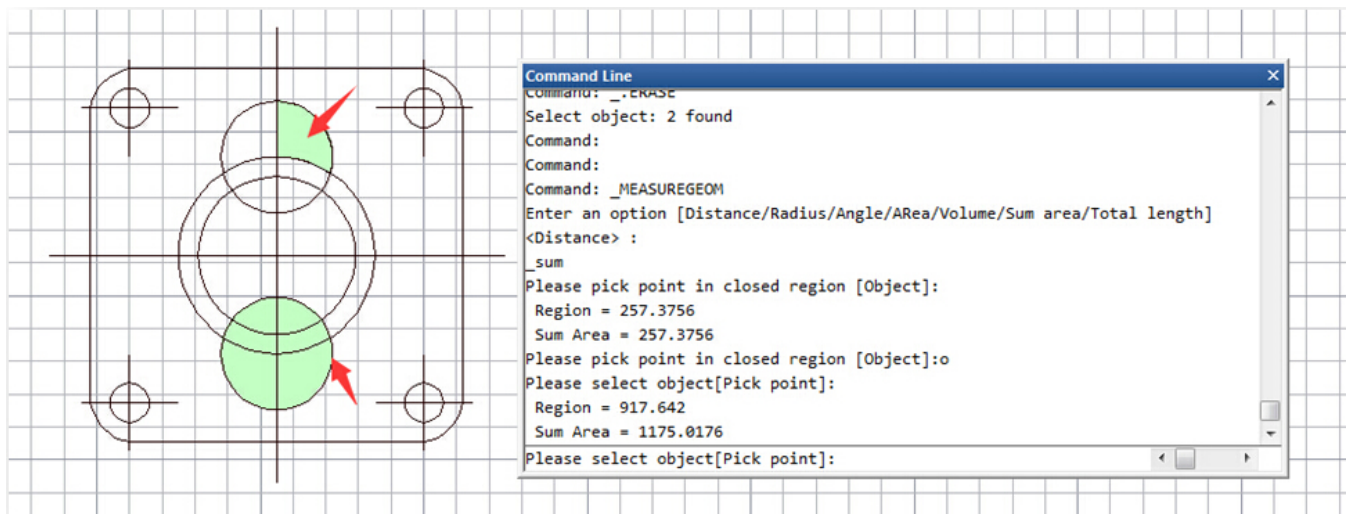 Command Line
Command: _.ERASE
Select object: 2 found
Command:
Command:
Command: _MEASUREGEOM
Enter an option [Distance/Radius/Angle/ARea/Volume/Sum area/Total length]
<Distance> :
_sum
Please pick point in closed region [Object]:
Region = 257.3756
Sum Area = 257.3756
Please pick point in closed region [Object]:o
Please select object[Pick point]:
Region = 917.642
Sum Area = 1175.0176
Please select object[Pick point]: